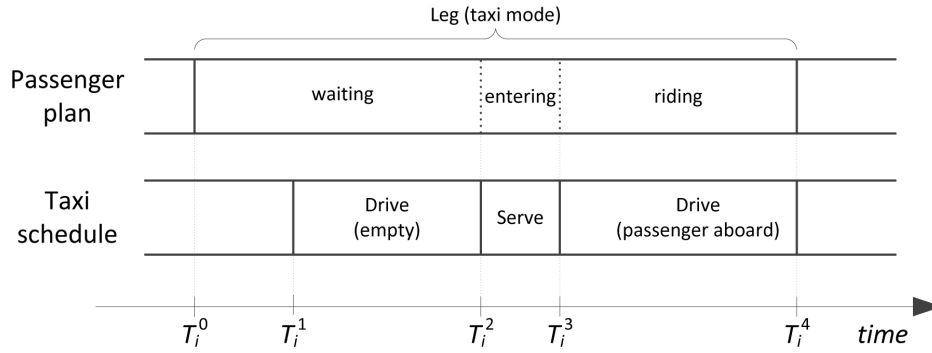 Leg (taxi mode)
Passenger
plan
waiting
entering
riding
Taxi
schedule
Drive
(empty)
Serve
Drive
(passenger aboard)
T_i^0 T_i^1 T_i^2 T_i^3 T_i^4 time